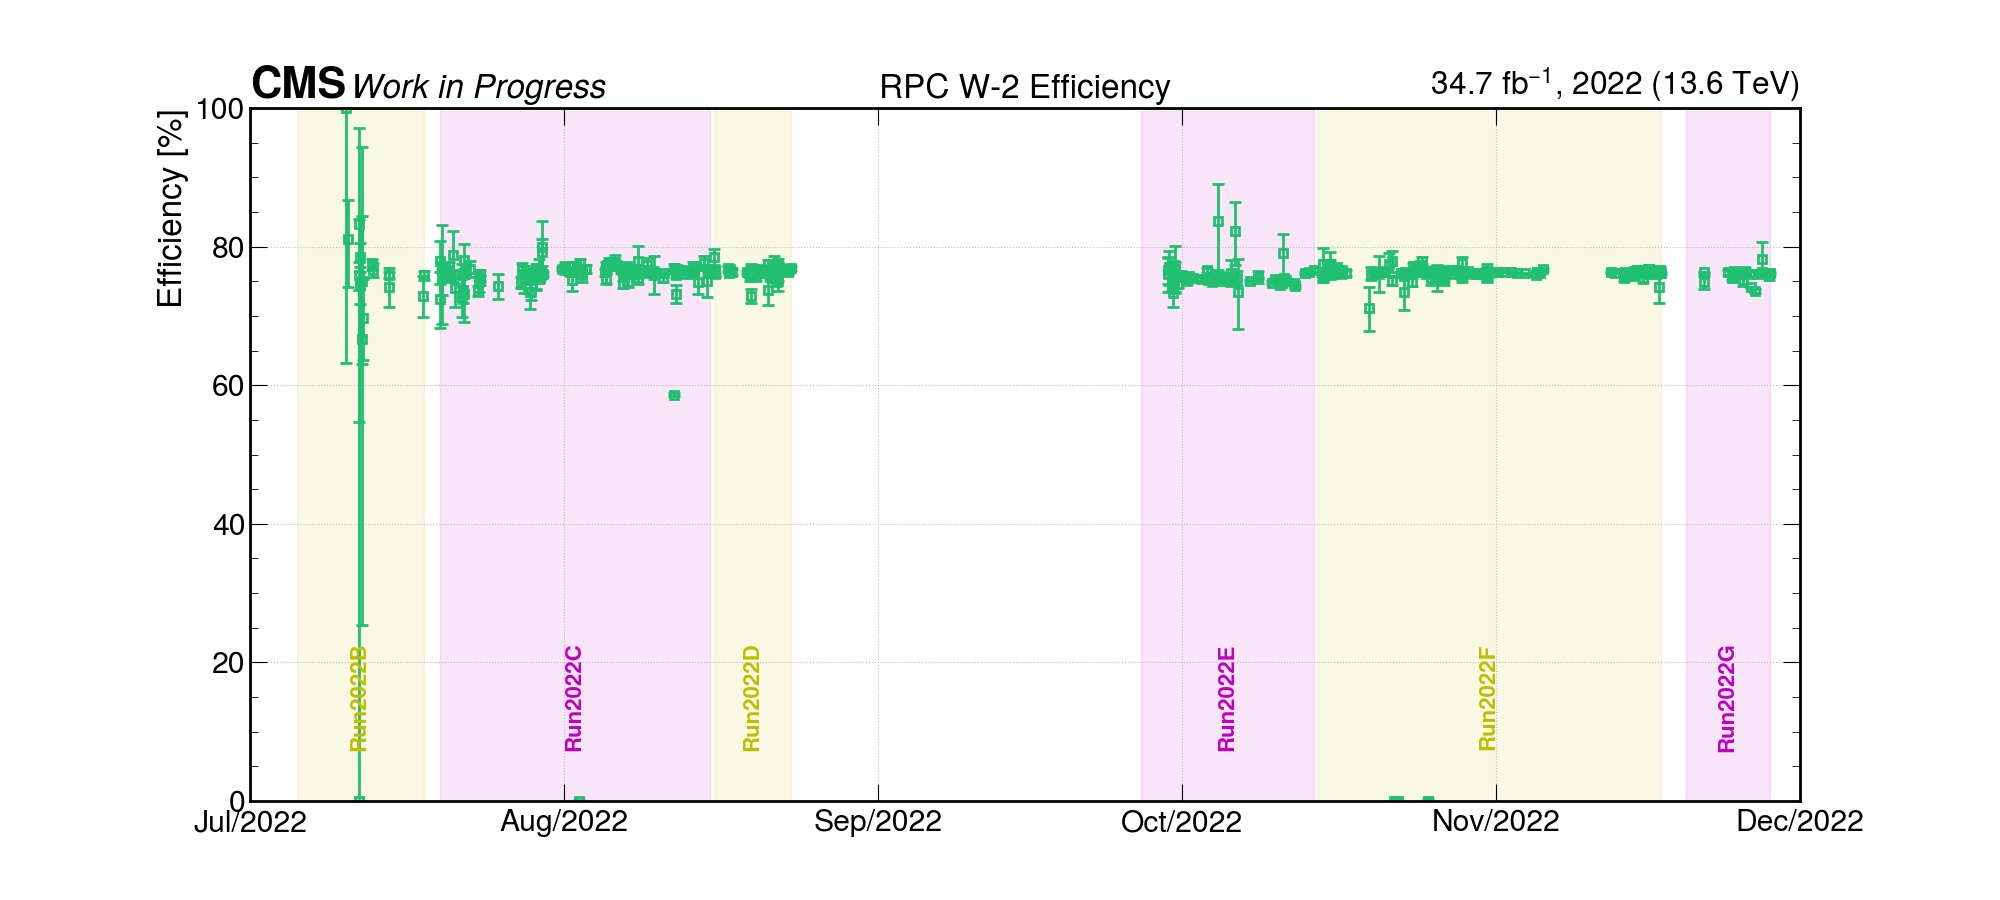 CMS Work in Progress RPC W-2 Efficiency 34.7 fb⁻¹, 2022 (13.6 TeV)
Efficiency [%]
100
80
60
40
20
0
Run2022B
Run2022C
Run2022D
Run2022E
Run2022F
Run2022G
Jul/2022 Aug/2022 Sep/2022 Oct/2022 Nov/2022 Dec/2022